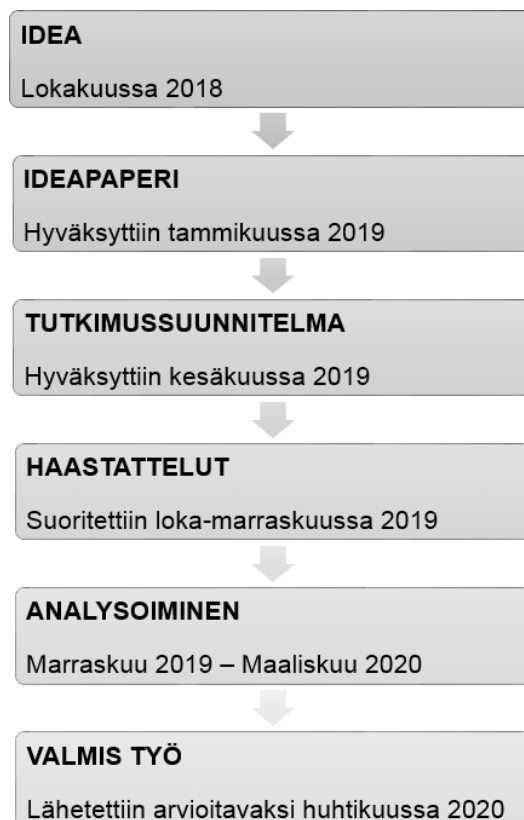 IDEA
Lokakuussa 2018
IDEAPAPERI
Hyväksyttiin tammikuussa 2019
TUTKIMUSSUUNNITELMA
Hyväksyttiin kesäkuussa 2019
HAASTATTELUT
Suoritettiin loka-marraskuussa 2019
ANALYSOIMINEN
Marraskuu 2019 – Maaliskuu 2020
VALMIS TYÖ
Lähetettiin arvioitavaksi huhtikuussa 2020